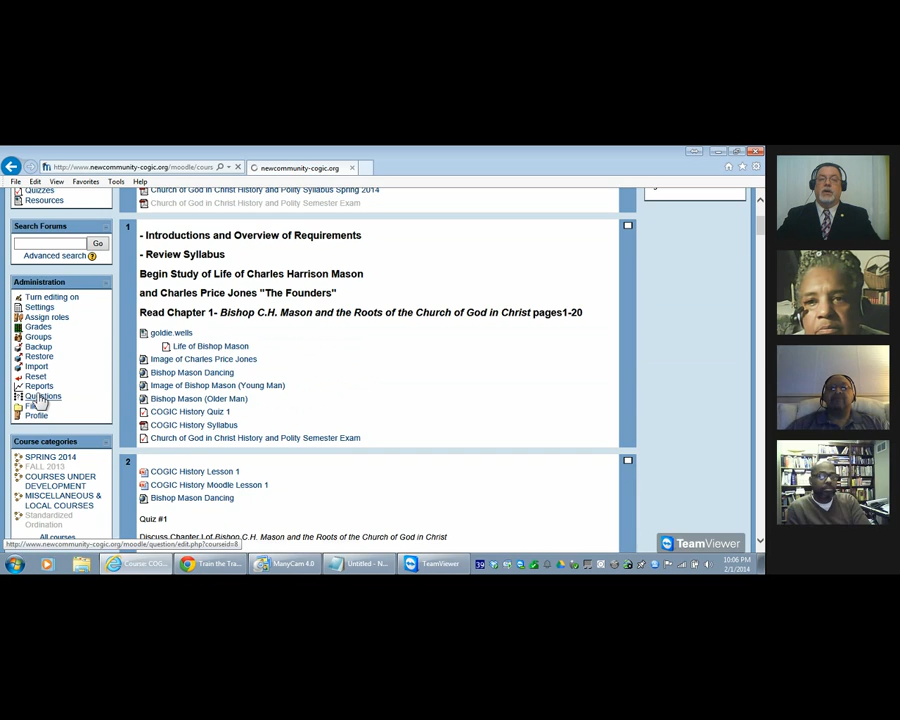 http://www.newcommunity-cogic.org/moodle/cours
newcommunity-cogic.org
File Edit View Favorites Tools Help
Quizzes
Resources
Search Forums
Go
Advanced search
Administration
Turn editing on
Settings
Assign roles
Grades
Groups
Backup
Restore
Import
Reset
Reports
Questions
Profile
Course categories
SPRING 2014
FALL 2013
COURSES UNDER
DEVELOPMENT
MISCELLANEOUS &
LOCAL COURSES
Standardized
Ordination
All courses
Church of God in Christ History and Polity Syllabus Spring 2014
Church of God in Christ History and Polity Semester Exam
1
- Introductions and Overview of Requirements
- Review Syllabus
Begin Study of Life of Charles Harrison Mason
and Charles Price Jones "The Founders"
Read Chapter 1- Bishop C.H. Mason and the Roots of the Church of God in Christ pages1-20
goldie.wells
Life of Bishop Mason
Image of Charles Price Jones
Bishop Mason Dancing
Image of Bishop Mason (Young Man)
Bishop Mason (Older Man)
COGIC History Quiz 1
COGIC History Syllabus
Church of God in Christ History and Polity Semester Exam
2
COGIC History Lesson 1
COGIC History Moodle Lesson 1
Bishop Mason Dancing
Quiz #1
Discuss Chapter I of Bishop C.H. Mason and the Roots of the Church of God in Christ
http://www.newcommunity-cogic.org/moodle/question/edit.php?courseid=8
TeamViewer
Course: COG...
Train the Tra...
ManyCam 4.0
Untitled - N...
TeamViewer
39
10:06 PM
2/1/2014